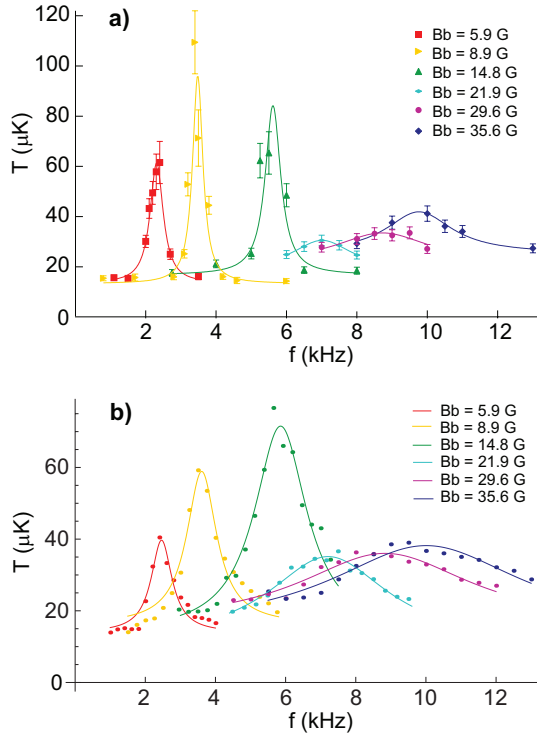 a)
120
100
80
60
40
20
0
T (μK)
Bb = 5.9 G
Bb = 8.9 G
Bb = 14.8 G
Bb = 21.9 G
Bb = 29.6 G
Bb = 35.6 G
2 4 6 8 10 12
f (kHz)
b)
60
40
20
0
T (μK)
Bb = 5.9 G
Bb = 8.9 G
Bb = 14.8 G
Bb = 21.9 G
Bb = 29.6 G
Bb = 35.6 G
2 4 6 8 10 12
f (kHz)